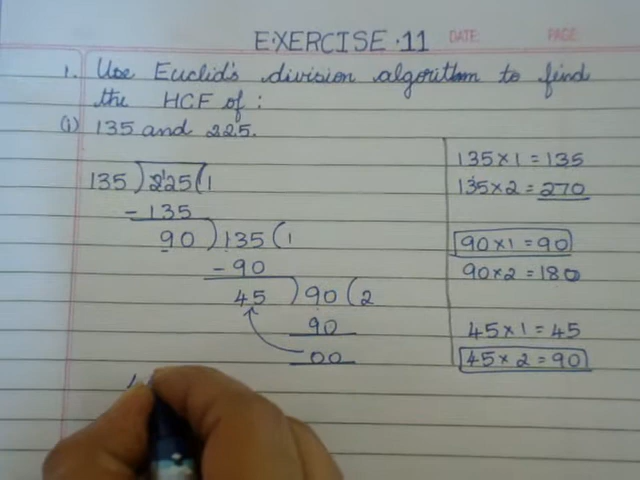 EXERCISE·11 DATE: PAGE:
1. Use Euclid's division algorithm to find
the HCF of :
(i) 135 and 225.
135 ) 225 ( 1
- 135
90 ) 135 ( 1
- 90
45 ) 90 ( 2
90
00
135 × 1 = 135
135 × 2 = 270
90 × 1 = 90
90 × 2 = 180
45 × 1 = 45
45 × 2 = 90